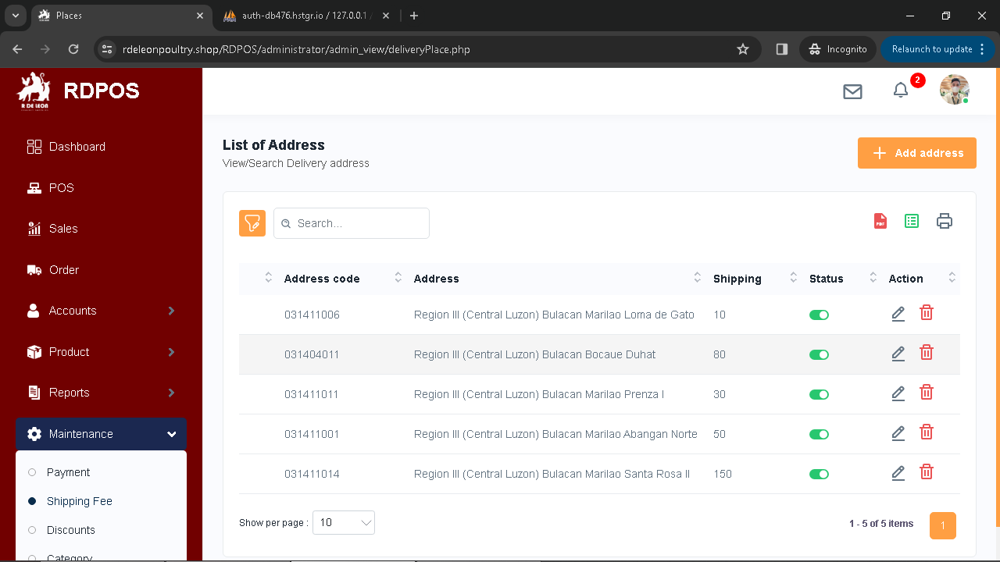 Places
auth-db476.hstgr.io / 127.0.0.1 /
rdeleonpoultry.shop/RDPOS/administrator/admin_view/deliveryPlace.php
Incognito
Relaunch to update
R DE LEON
RDPOS
2
Dashboard
POS
Sales
Order
Accounts
Product
Reports
Maintenance
Payment
Shipping Fee
Discounts
Category
List of Address
View/Search Delivery address
Add address
Search...
PDF
Address code Address Shipping Status Action
031411006 Region III (Central Luzon) Bulacan Marilao Loma de Gato 10
031404011 Region III (Central Luzon) Bulacan Bocaue Duhat 80
031411011 Region III (Central Luzon) Bulacan Marilao Prenza I 30
031411001 Region III (Central Luzon) Bulacan Marilao Abangan Norte 50
031411014 Region III (Central Luzon) Bulacan Marilao Santa Rosa II 150
Show per page : 10
1 - 5 of 5 items
1